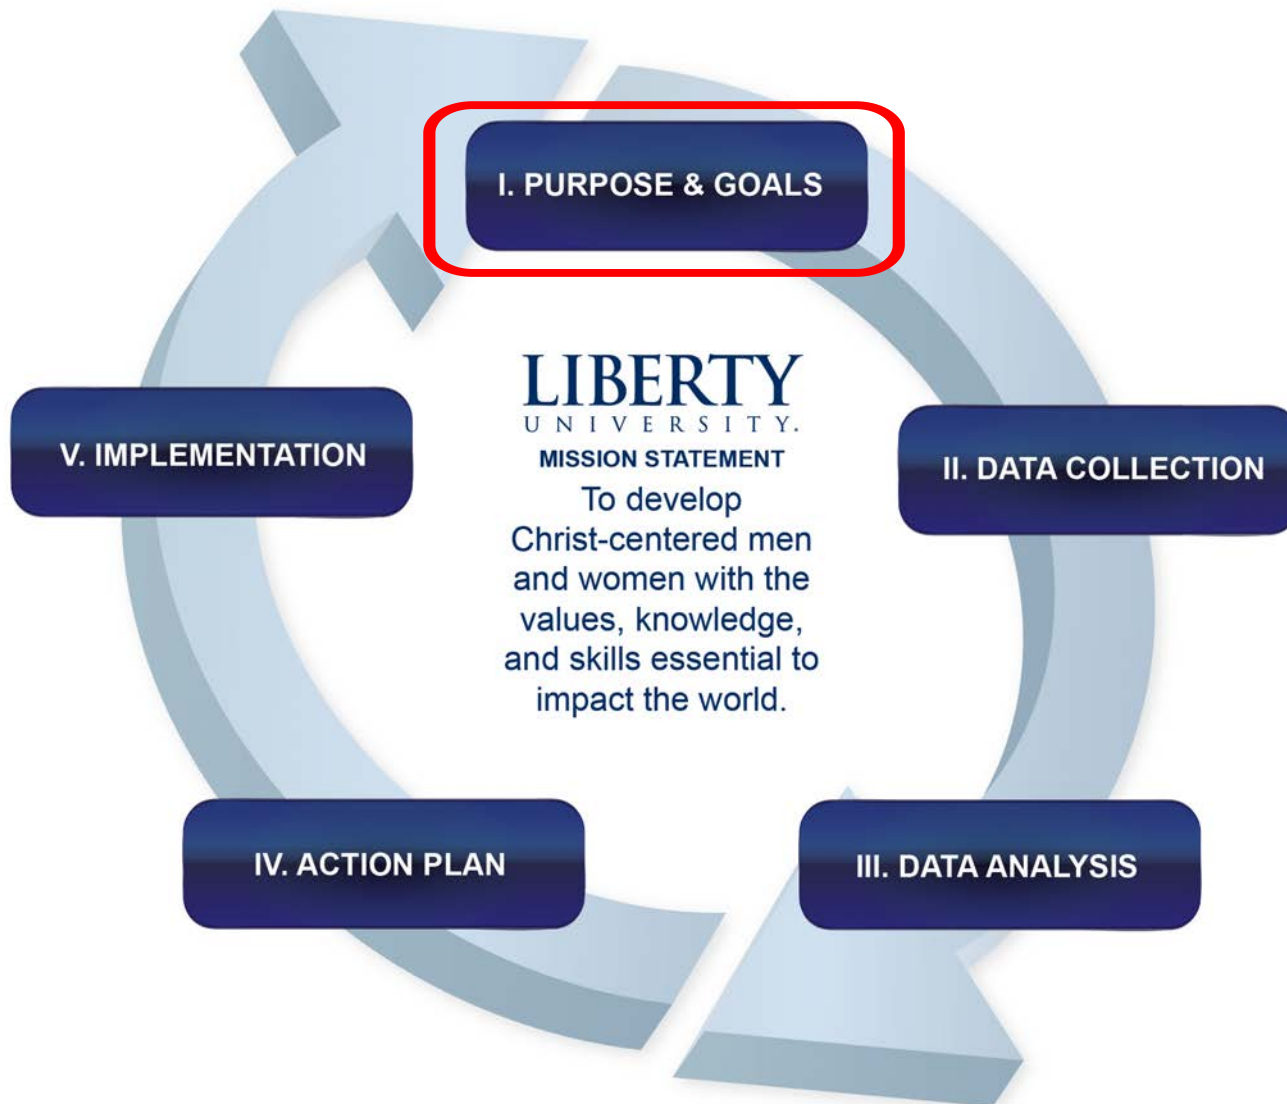 I. PURPOSE & GOALS
LIBERTY
UNIVERSITY.
MISSION STATEMENT
To develop
Christ-centered men
and women with the
values, knowledge,
and skills essential to
impact the world.
II. DATA COLLECTION
III. DATA ANALYSIS
IV. ACTION PLAN
V. IMPLEMENTATION